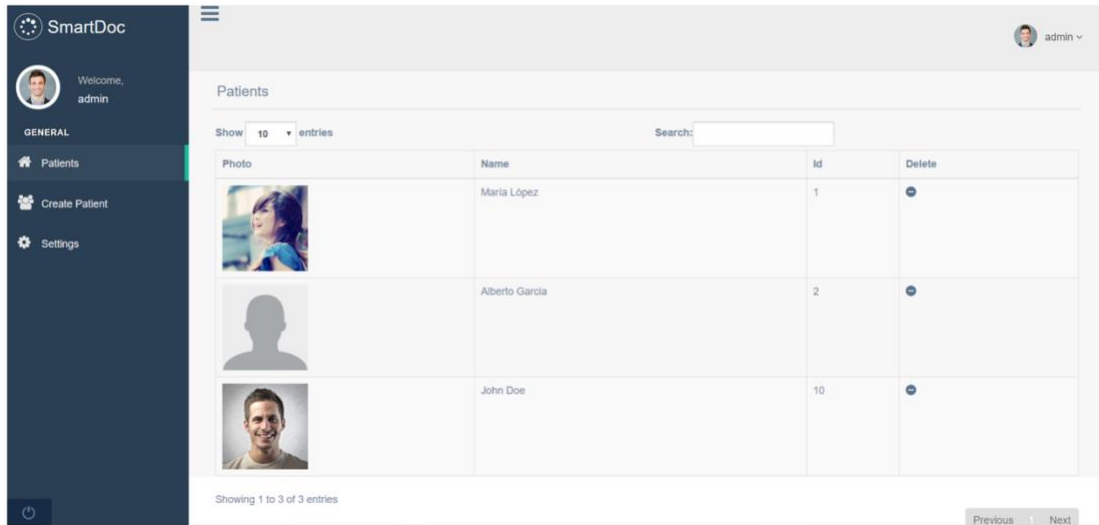 SmartDoc
admin
Welcome,
admin
Patients
GENERAL
Show 10 entries Search:
Patients
Photo Name Id Delete
María López 1
Create Patient
Settings
Alberto Garcia 2
John Doe 10
Showing 1 to 3 of 3 entries
Previous 1 Next